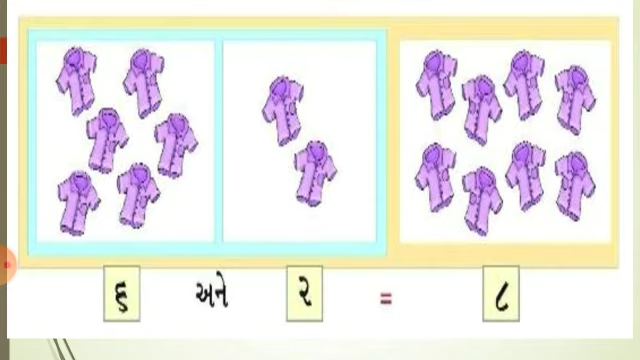 ૬ અને ૨ = ૮